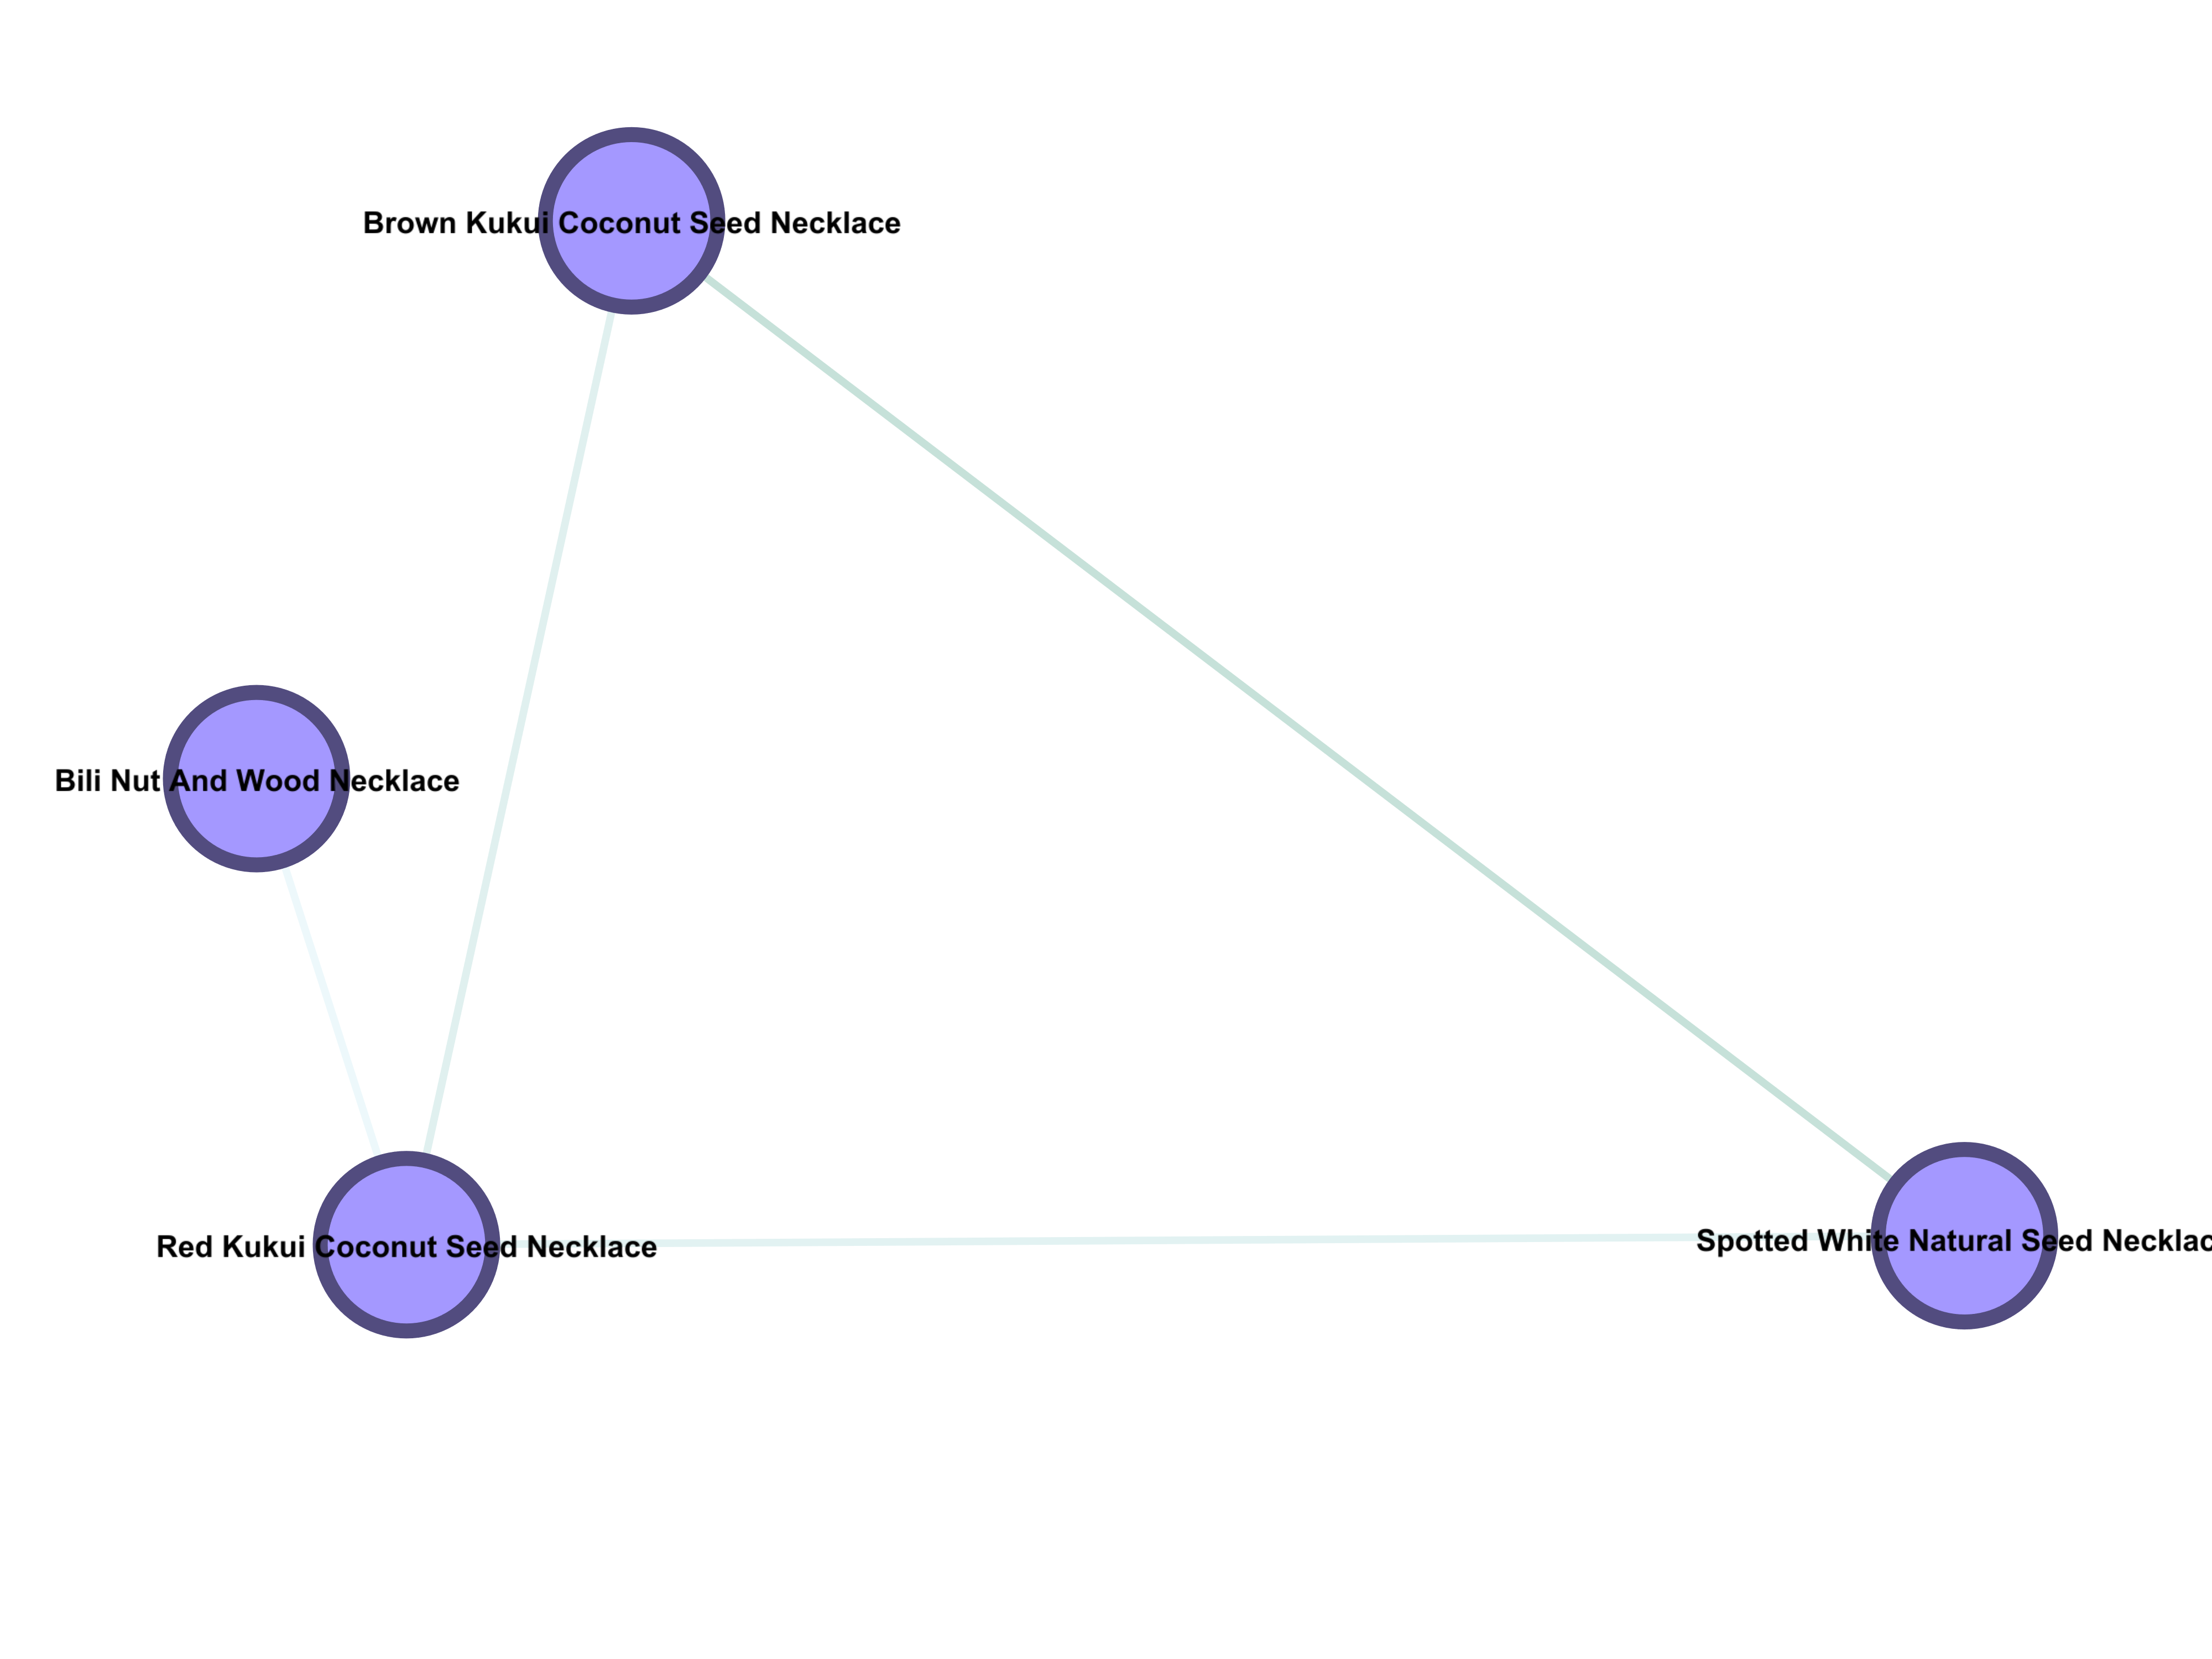 Brown Kukui Coconut Seed Necklace
Bili Nut And Wood Necklace
Red Kukui Coconut Seed Necklace
Spotted White Natural Seed Necklac